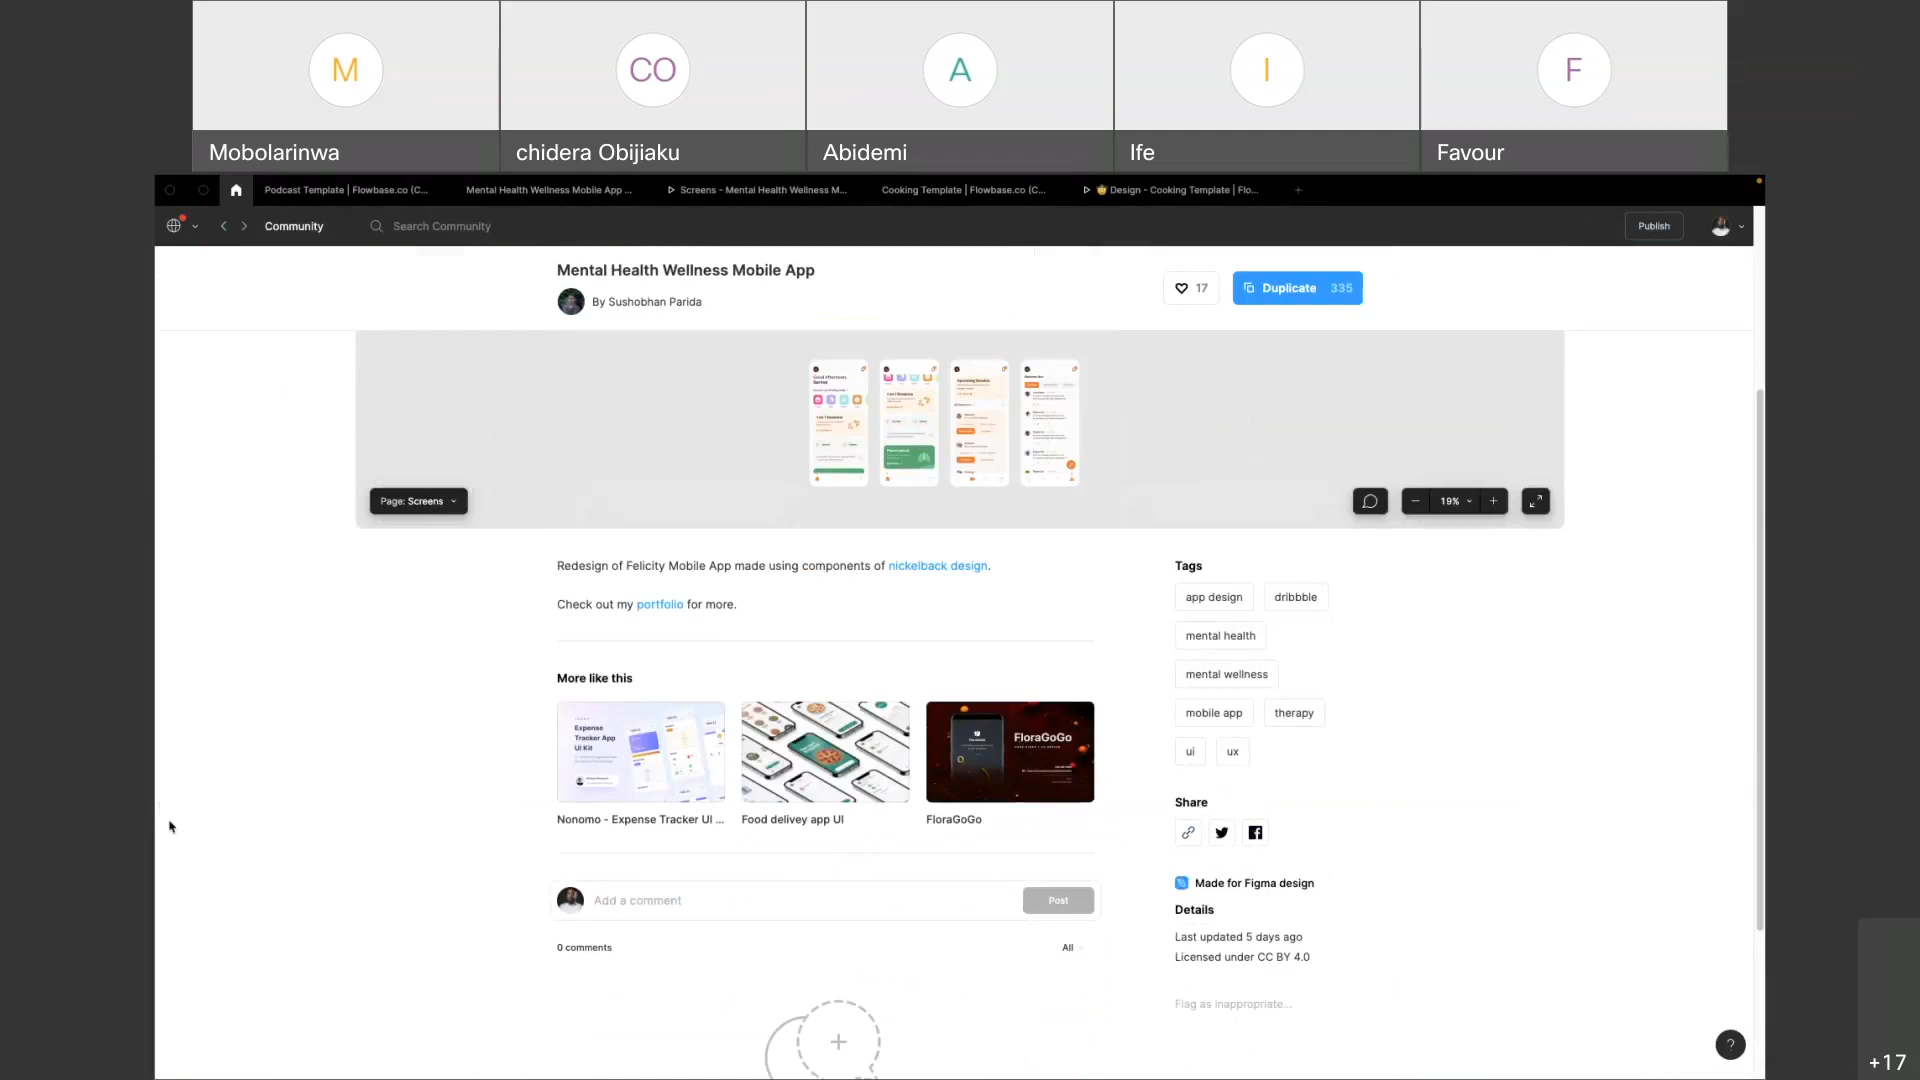 M
CO
A
I
F
Mobolarinwa
chidera Obijiaku
Abidemi
Ife
Favour
Podcast Template | Flowbase.co (C...
Mental Health Wellness Mobile App ...
Screens - Mental Health Wellness M...
Cooking Template | Flowbase.co (C...
Design - Cooking Template | Flo...
Community
Search Community
Publish
Mental Health Wellness Mobile App
By Sushobhan Parida
17
Duplicate 335
Page: Screens
19%
Redesign of Felicity Mobile App made using components of nickelback design.
Check out my portfolio for more.
Tags
app design
dribbble
mental health
mental wellness
mobile app
therapy
ui
ux
More like this
Expense
Tracker App
UI Kit
FloraGoGo
Nonomo - Expense Tracker UI ...
Food delivey app UI
FloraGoGo
Share
Add a comment
Post
0 comments
All
Made for Figma design
Details
Last updated 5 days ago
Licensed under CC BY 4.0
Flag as inappropriate...
?
+17